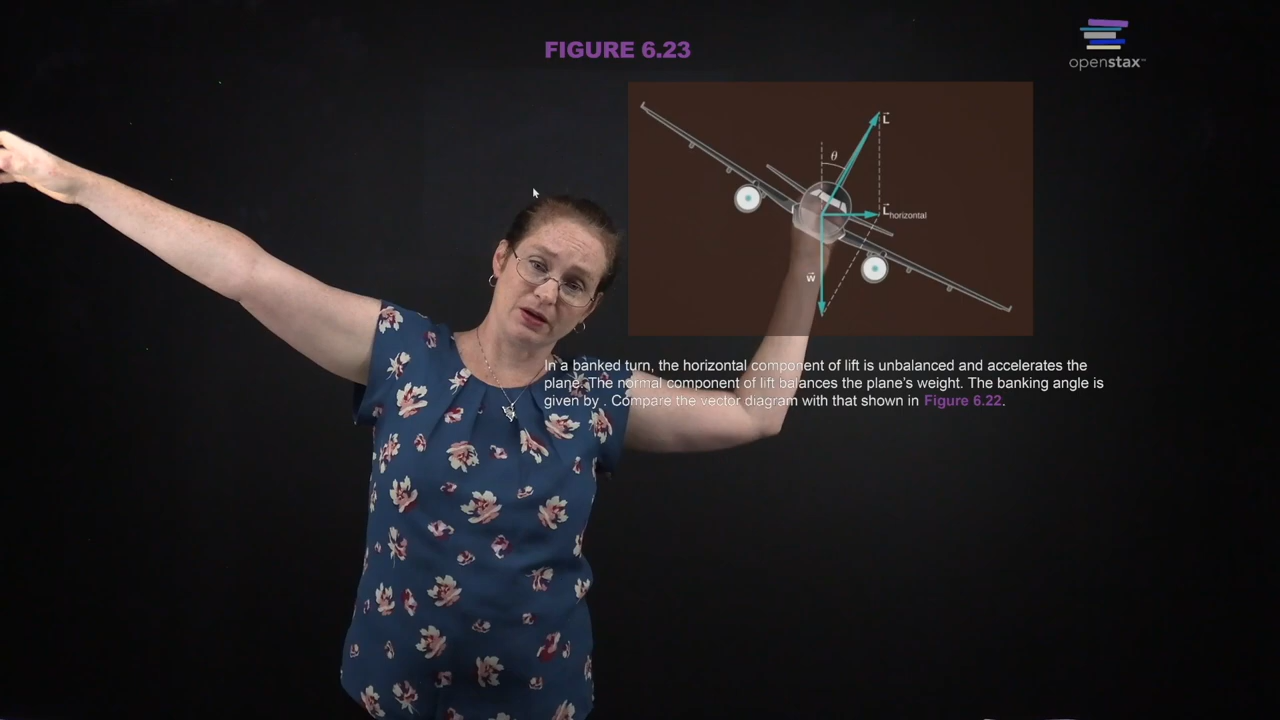 FIGURE 6.23
openstax™
L
θ
L horizontal
w
In a banked turn, the horizontal component of lift is unbalanced and accelerates the
plane. The normal component of lift balances the plane's weight. The banking angle is
given by . Compare the vector diagram with that shown in Figure 6.22.